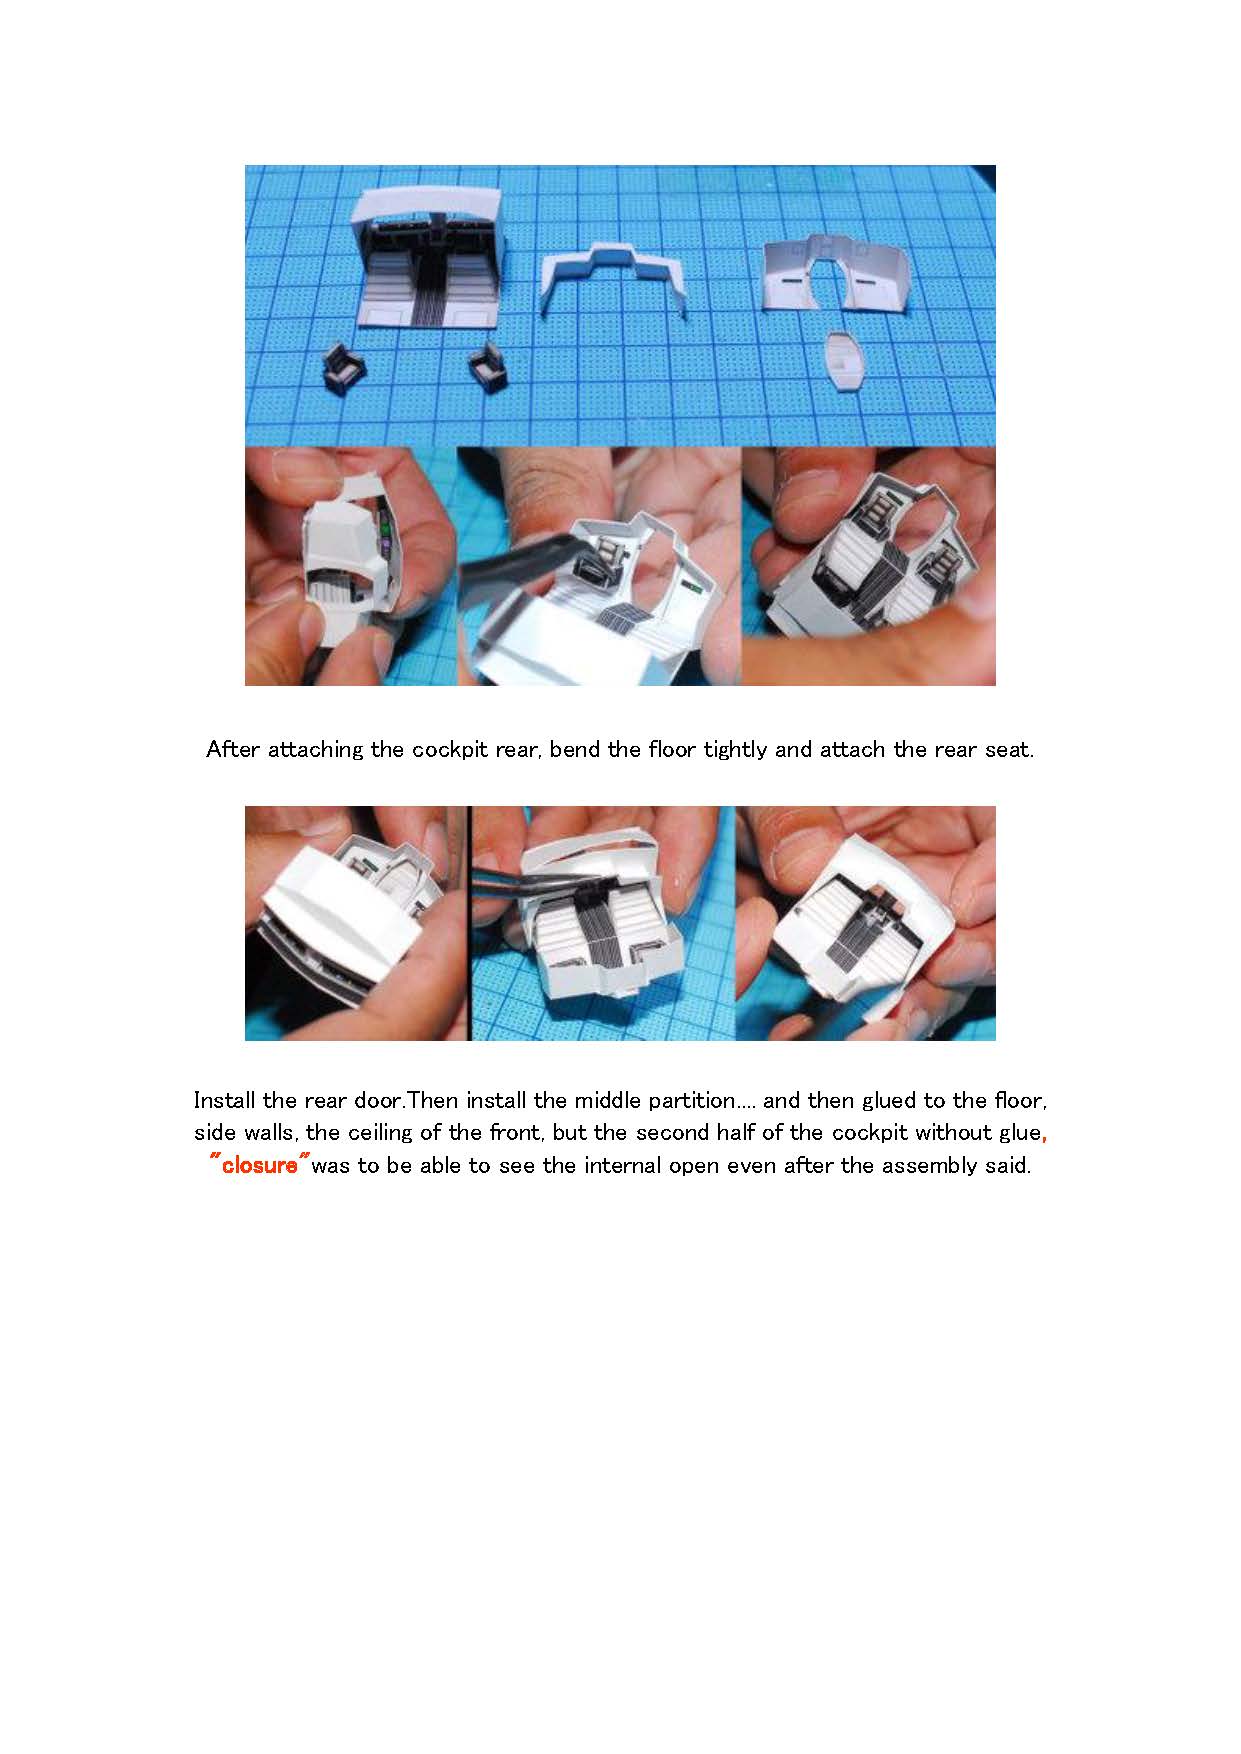 After attaching the cockpit rear, bend the floor tightly and attach the rear seat.
Install the rear door.Then install the middle partition.... and then glued to the floor,
side walls, the ceiling of the front, but the second half of the cockpit without glue,
"closure"was to be able to see the internal open even after the assembly said.